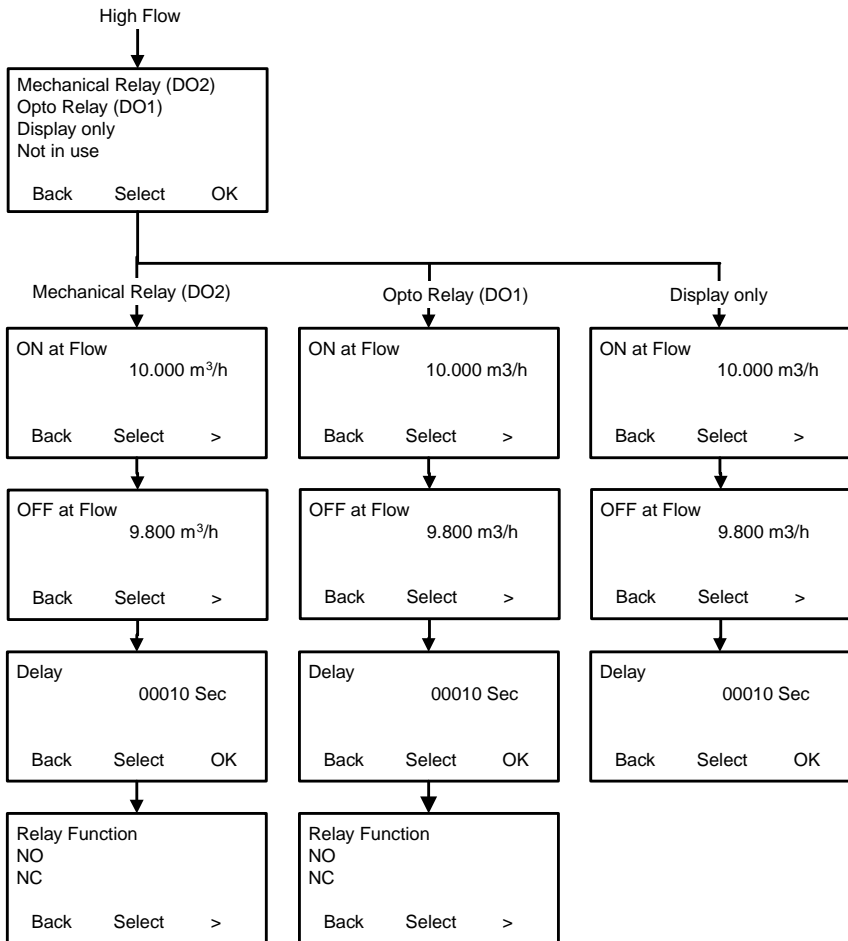 High Flow
Mechanical Relay (DO2)
Opto Relay (DO1)
Display only
Not in use
Back Select OK
Mechanical Relay (DO2)
ON at Flow
10.000 m³/h
Back Select >
OFF at Flow
9.800 m³/h
Back Select >
Delay
00010 Sec
Back Select OK
Relay Function
NO
NC
Back Select >
Opto Relay (DO1)
ON at Flow
10.000 m3/h
Back Select >
OFF at Flow
9.800 m3/h
Back Select >
Delay
00010 Sec
Back Select OK
Relay Function
NO
NC
Back Select >
Display only
ON at Flow
10.000 m3/h
Back Select >
OFF at Flow
9.800 m3/h
Back Select >
Delay
00010 Sec
Back Select OK